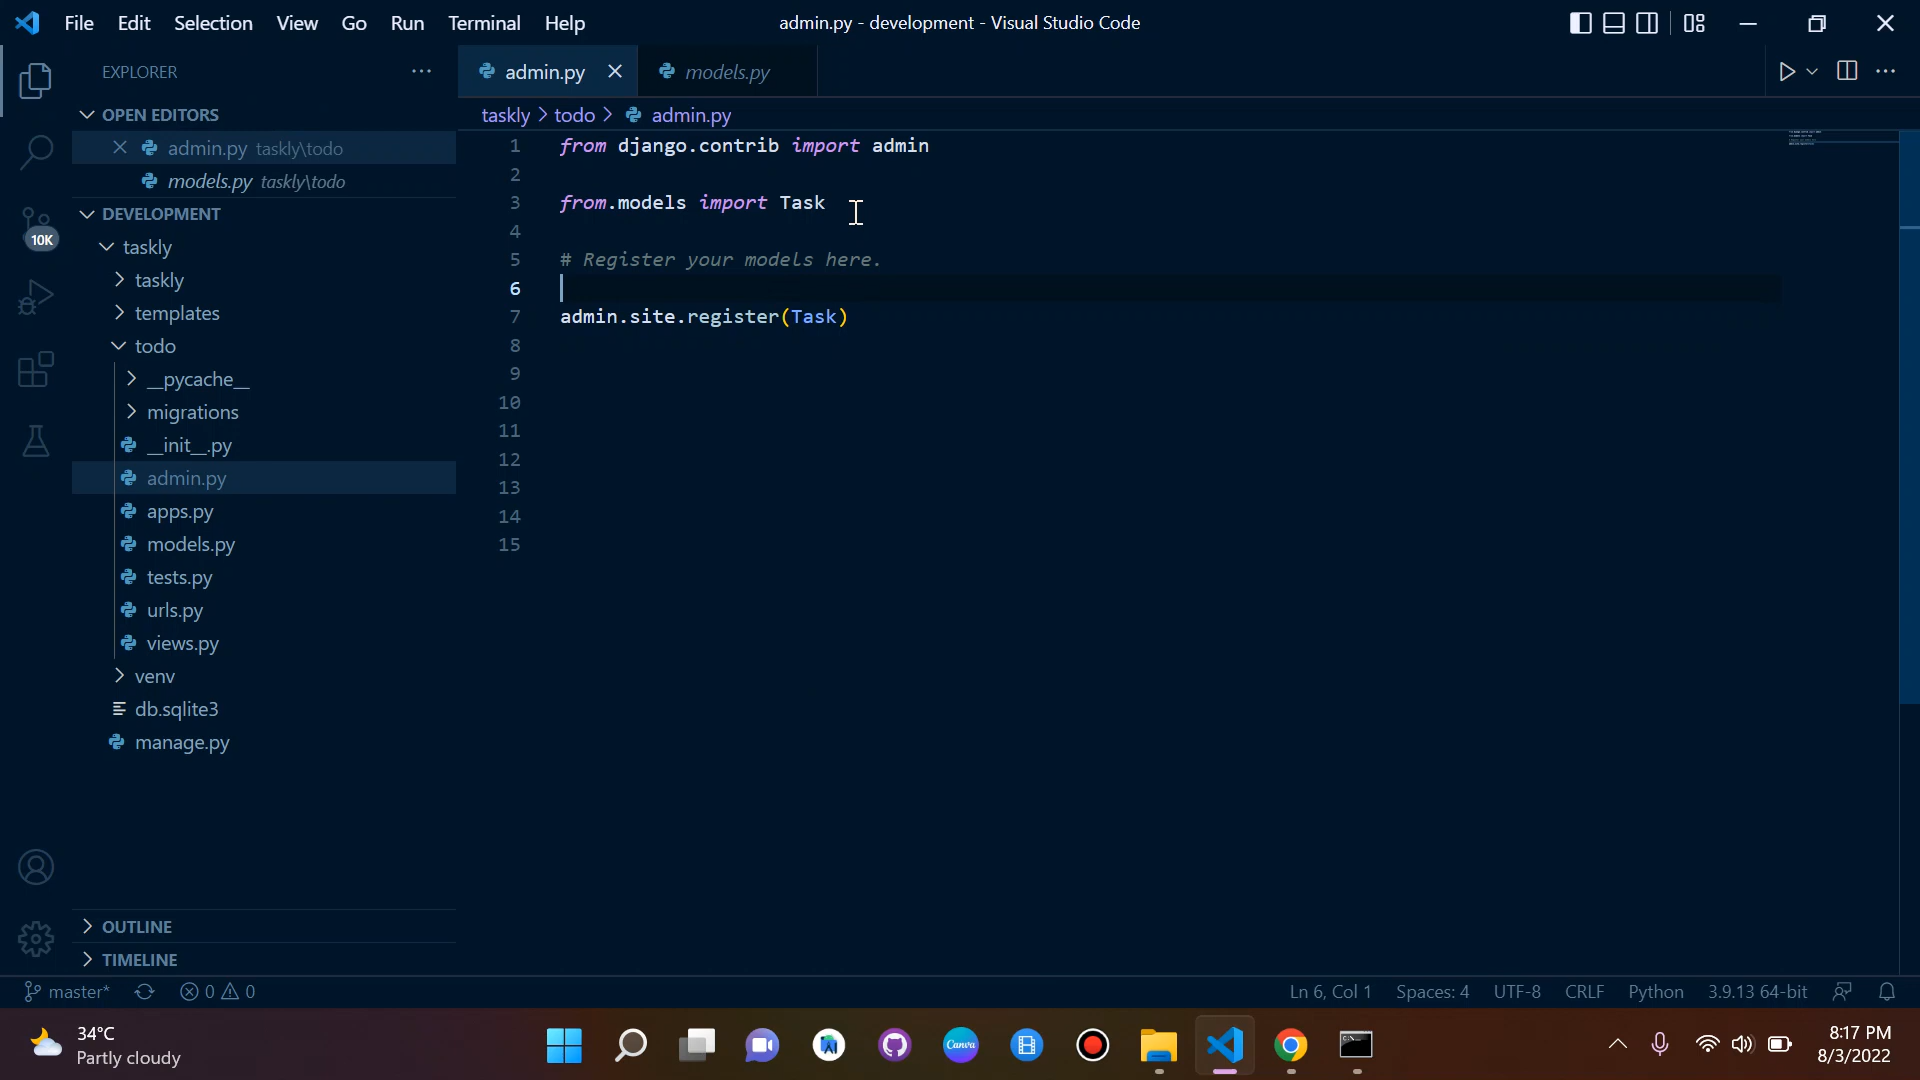 File Edit Selection View Go Run Terminal Help
admin.py - development - Visual Studio Code
EXPLORER
OPEN EDITORS
admin.py taskly\todo
models.py taskly\todo
DEVELOPMENT
taskly
taskly
templates
todo
__pycache__
migrations
__init__.py
admin.py
apps.py
models.py
tests.py
urls.py
views.py
venv
db.sqlite3
manage.py
OUTLINE
TIMELINE
10K
admin.py
models.py
taskly > todo > admin.py
1 from django.contrib import admin
2
3 from.models import Task
4
5 # Register your models here.
6
7 admin.site.register(Task)
8
9
10
11
12
13
14
15
master* 0 0
Ln 6, Col 1 Spaces: 4 UTF-8 CRLF Python 3.9.13 64-bit
34°C
Partly cloudy
Canva
8:17 PM
8/3/2022